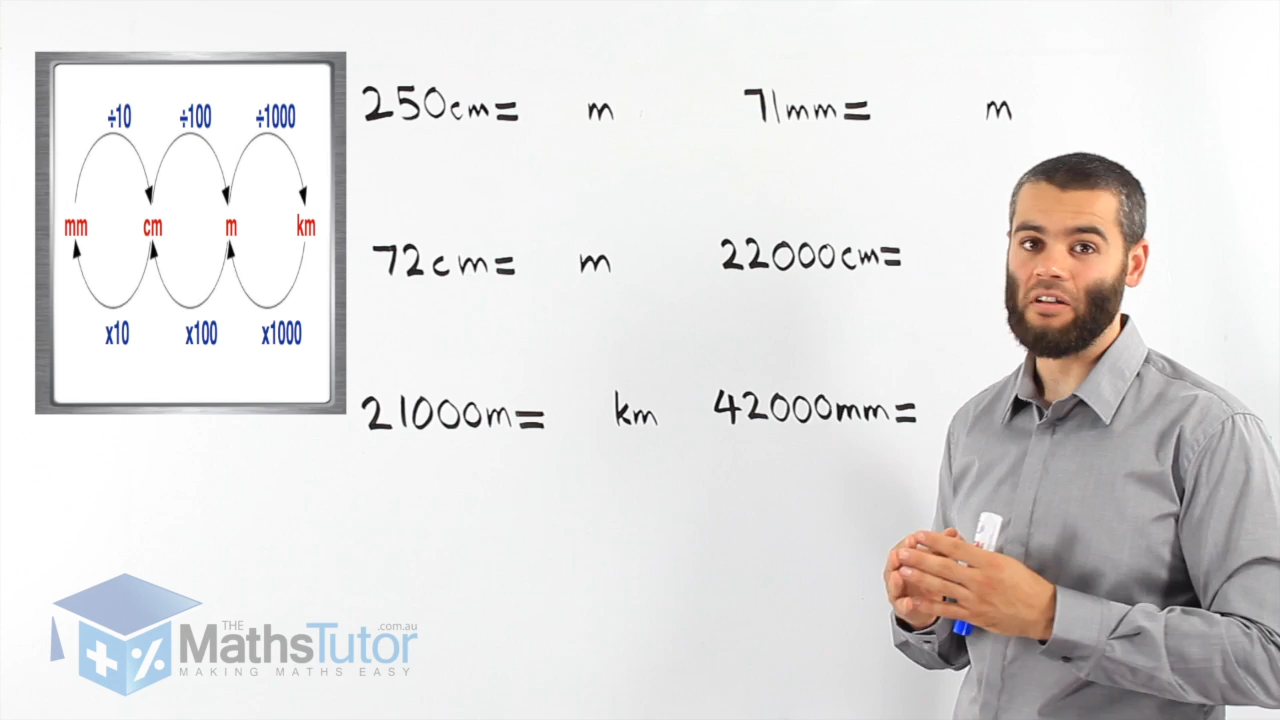 ÷10 ÷100 ÷1000
mm cm m km
x10 x100 x1000
250cm= m
71mm= m
72cm= m
22000cm=
21000m= km
42000mm=
THE
MathsTutor
.com.au
MAKING MATHS EASY